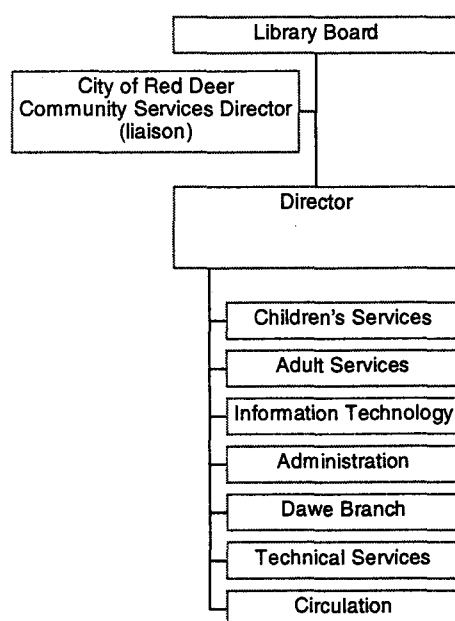 Library Board
City of Red Deer
Community Services Director
(liaison)
Director
Children's Services
Adult Services
Information Technology
Administration
Dawe Branch
Technical Services
Circulation